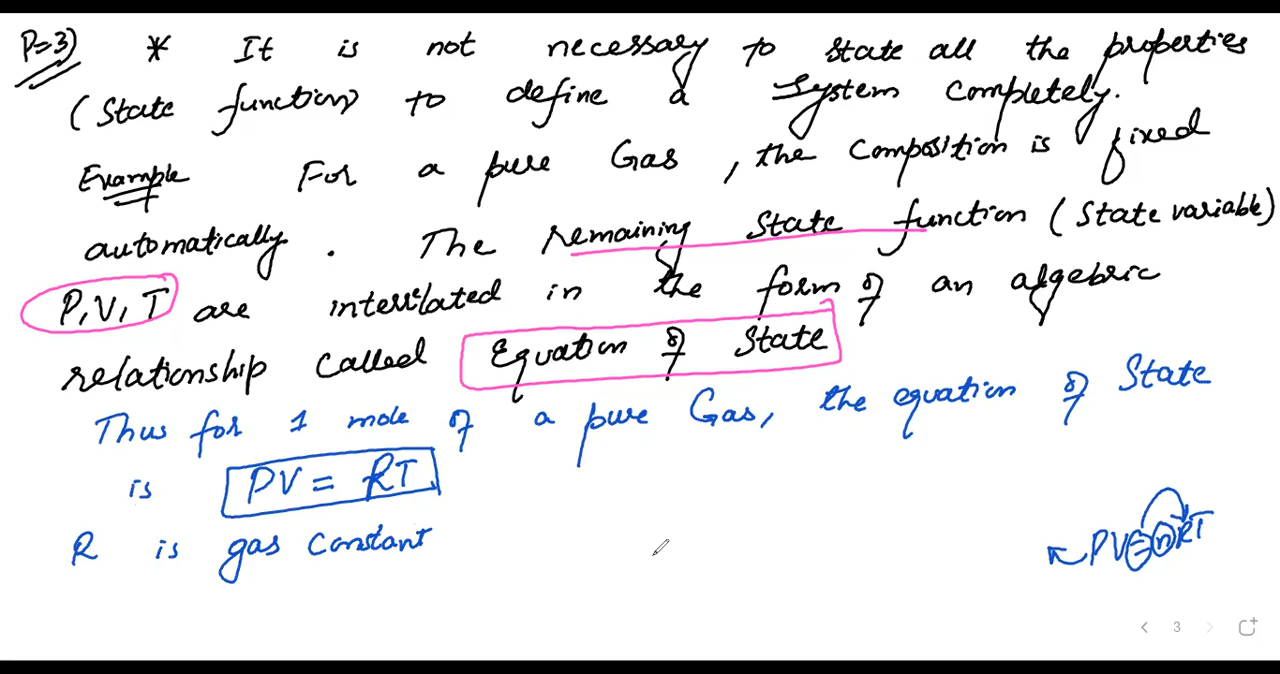 P=3) * It is not necessary to state all the properties
(State function) to define a System completely.
Example For a pure Gas, the composition is fixed
automatically. The remaining State function (State variable)
P, V, T are interrelated in the form of an algebric
relationship called Equation of State
Thus for 1 mole of a pure Gas, the equation of State
is PV = RT
R is gas constant
PV = nRT
3